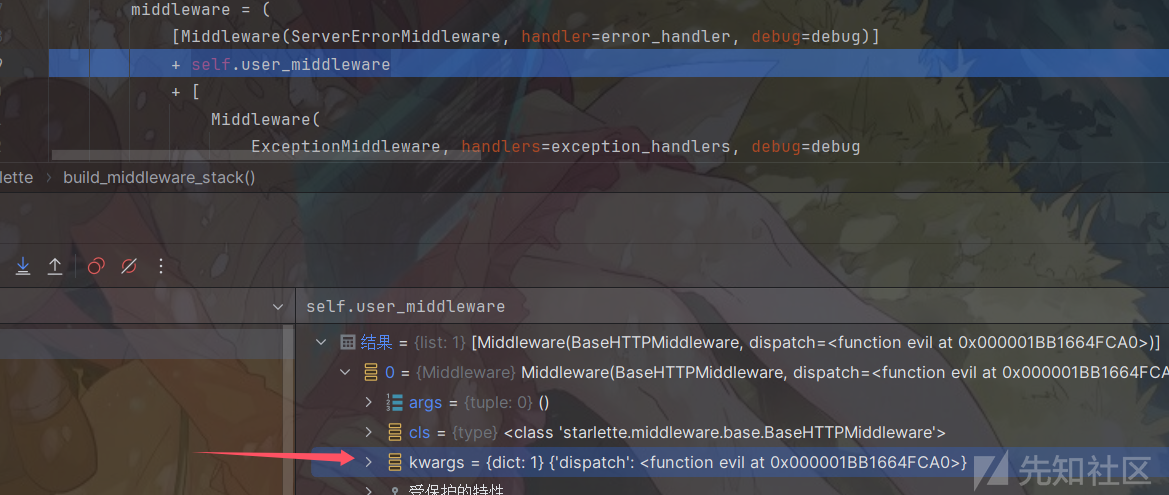 middleware = (
[Middleware(ServerErrorMiddleware, handler=error_handler, debug=debug)]
+ self.user_middleware
+ [
Middleware(
ExceptionMiddleware, handlers=exception_handlers, debug=debug
lette › build_middleware_stack()
self.user_middleware
结果 = {list: 1} [Middleware(BaseHTTPMiddleware, dispatch=<function evil at 0x000001BB1664FCA0>)]
0 = {Middleware} Middleware(BaseHTTPMiddleware, dispatch=<function evil at 0x000001BB1664FCA
args = {tuple: 0} ()
cls = {type} <class 'starlette.middleware.base.BaseHTTPMiddleware'>
kwargs = {dict: 1} {'dispatch': <function evil at 0x000001BB1664FCA0>}
受保护的特性
先知社区